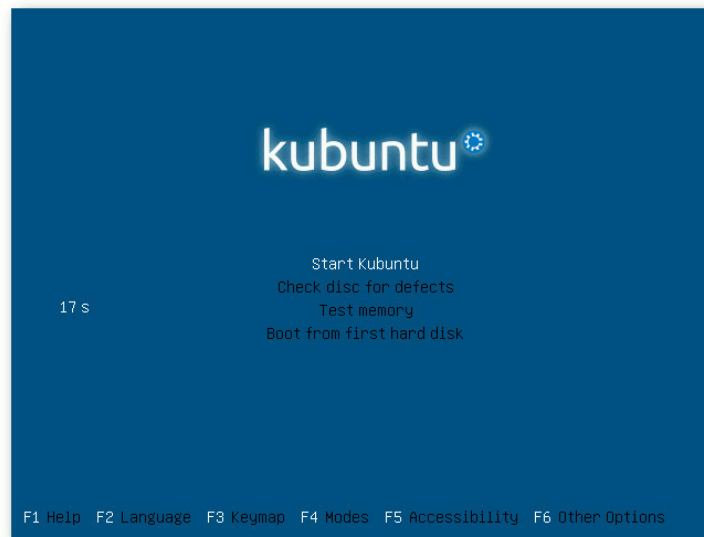 kubuntu
Start Kubuntu
Check disc for defects
17 s
Test memory
Boot from first hard disk
F1 Help F2 Language F3 Keymap F4 Modes F5 Accessibility F6 Other Options